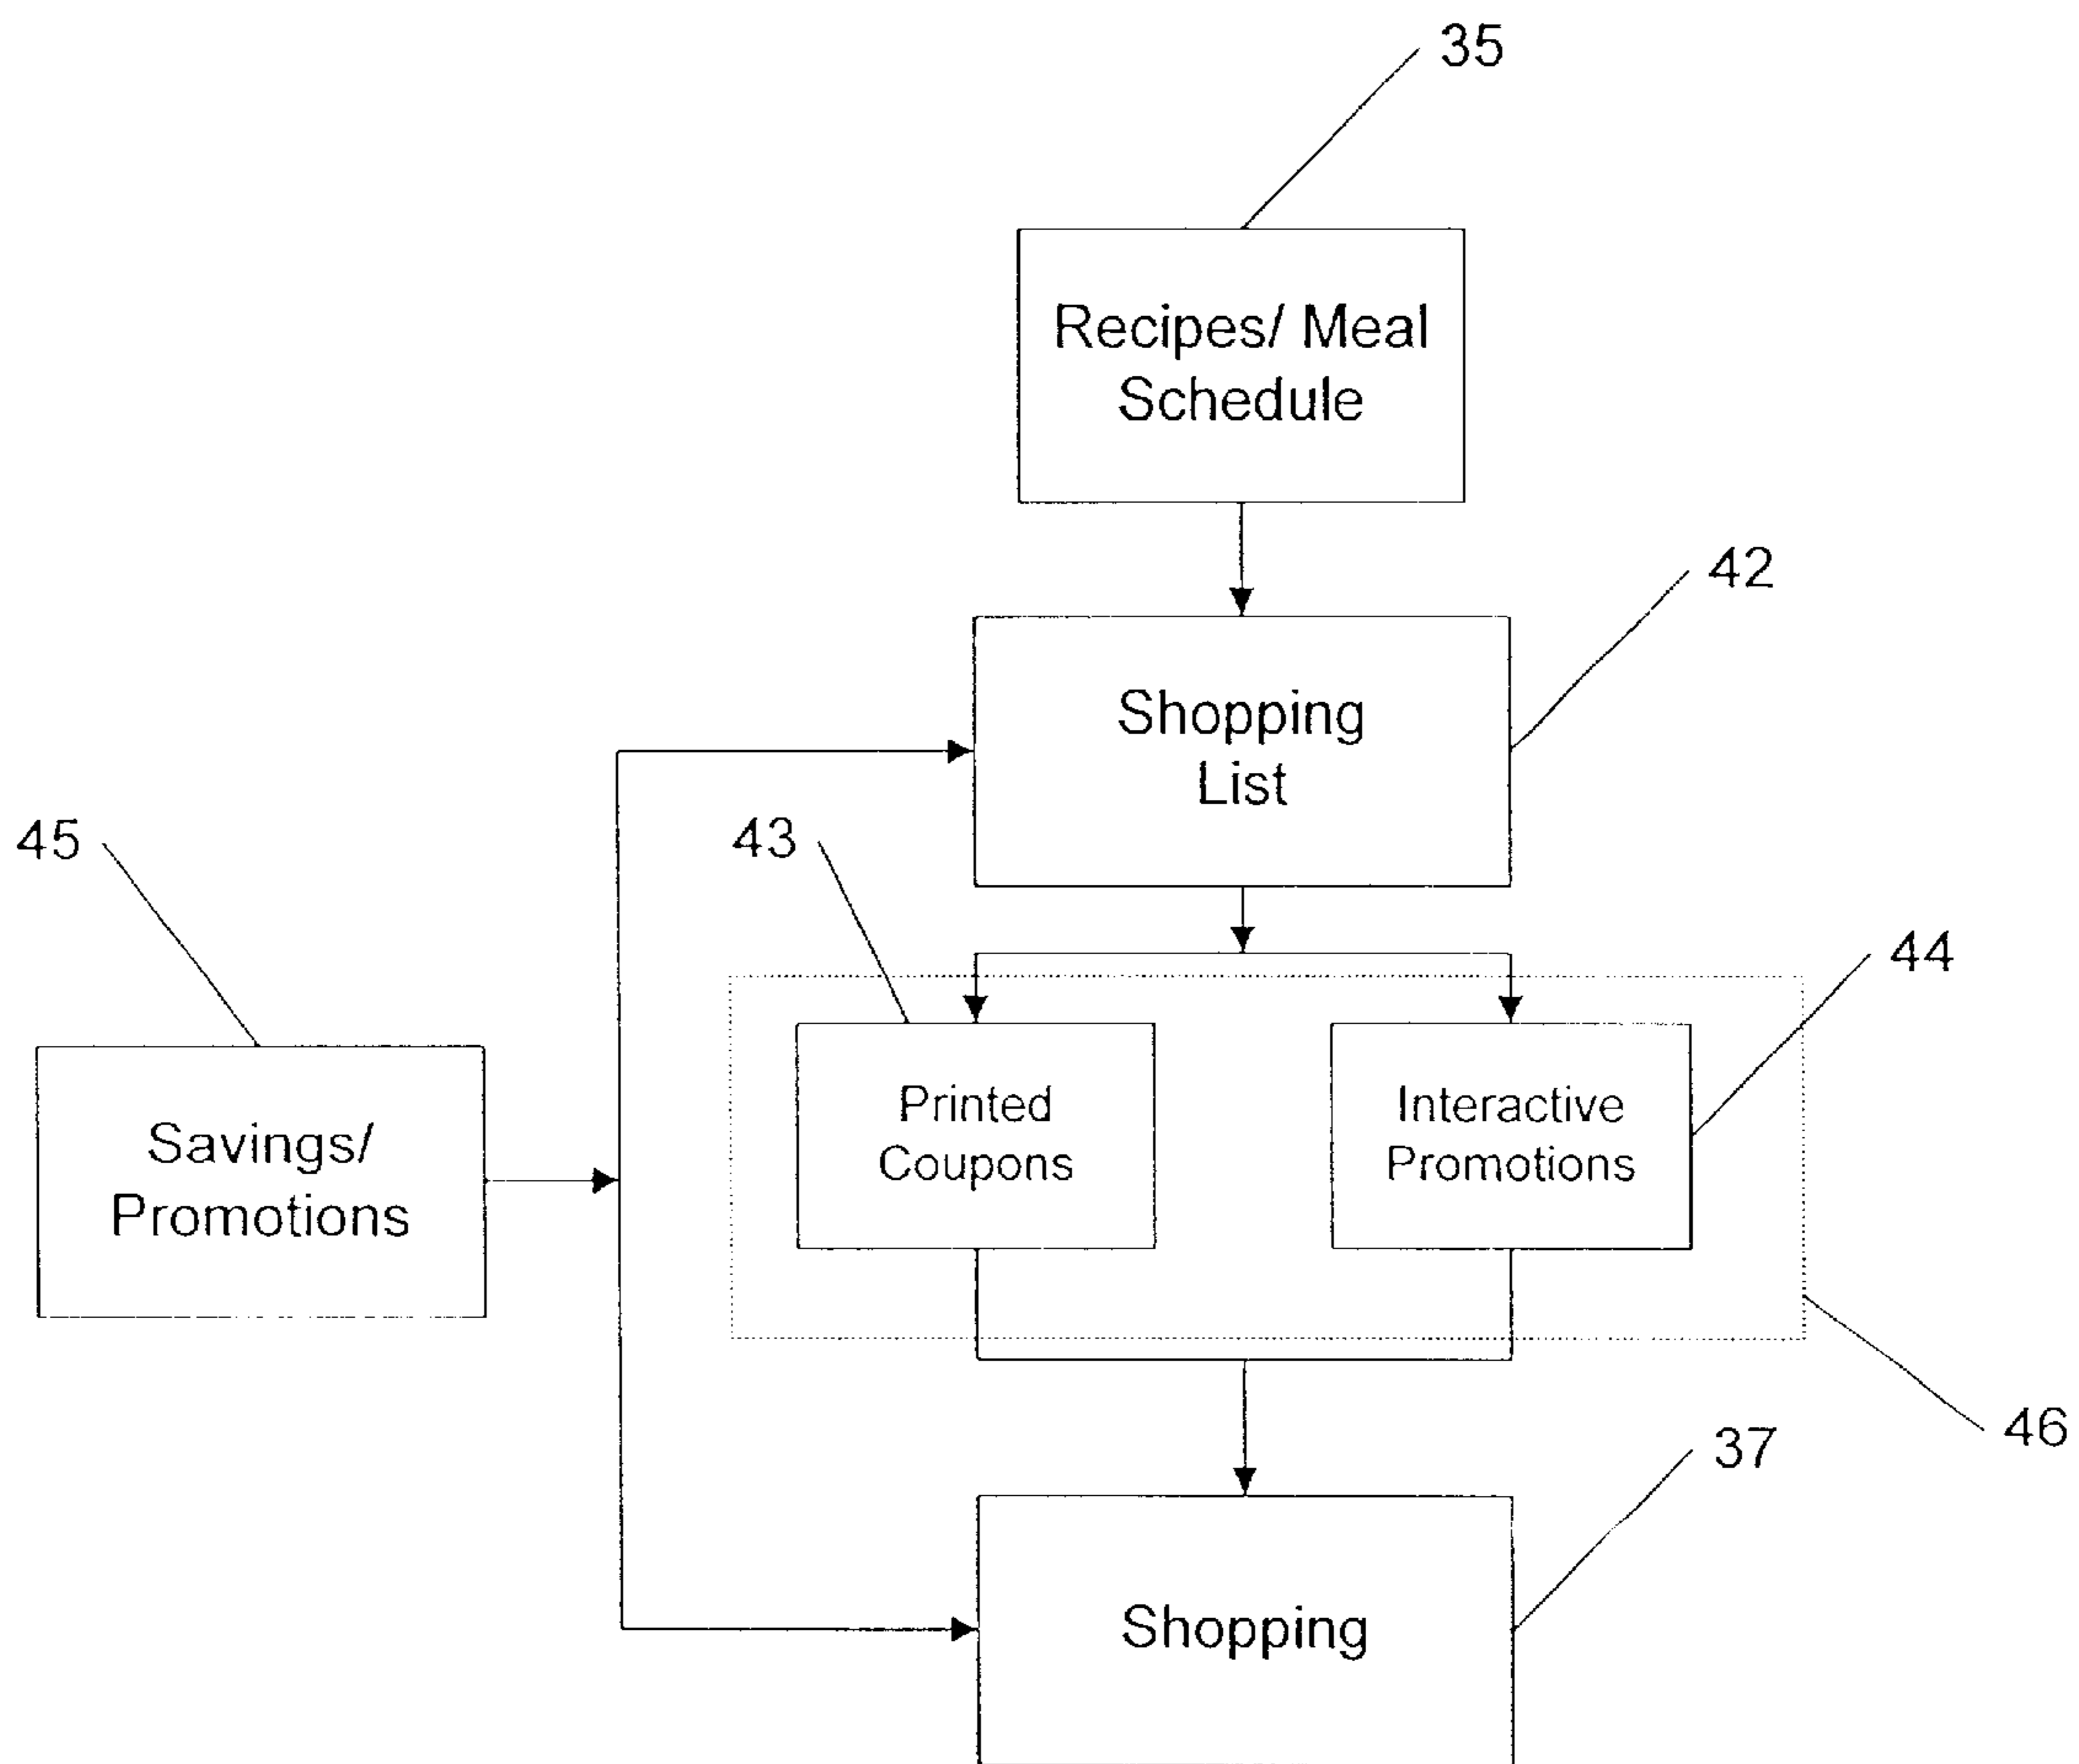 35
Recipes/ Meal
Schedule
42
Shopping
List
45
43
44
Savings/
Promotions
Printed
Coupons
Interactive
Promotions
46
37
Shopping